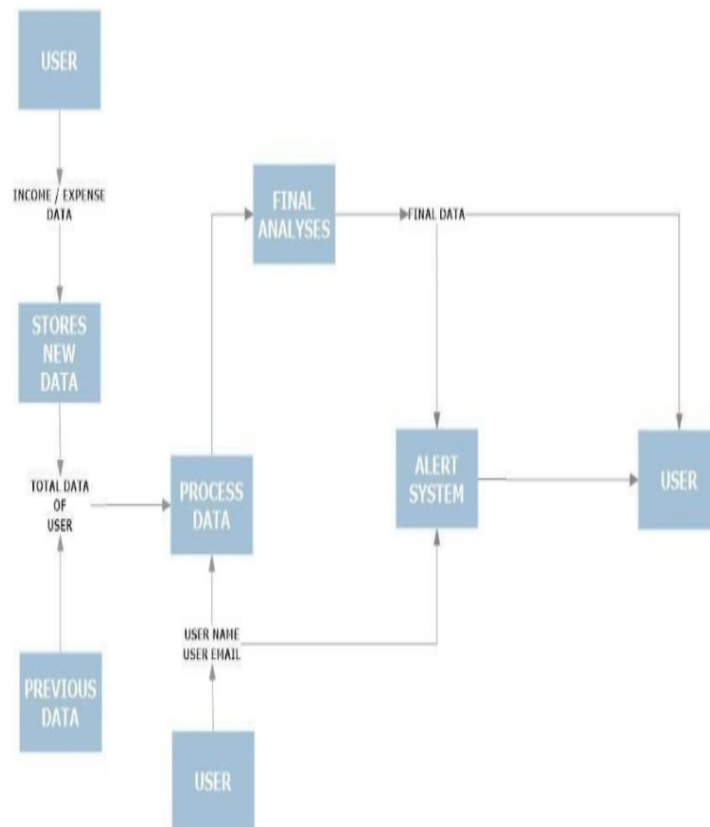 USER
INCOME / EXPENSE
DATA
STORES
NEW
DATA
TOTAL DATA
OF
USER
PREVIOUS
DATA
PROCESS
DATA
USER NAME
USER EMAIL
USER
FINAL
ANALYSES
FINAL DATA
ALERT
SYSTEM
USER